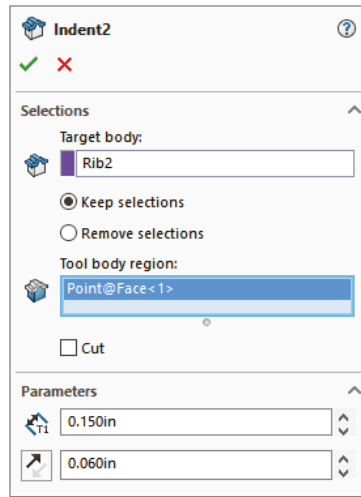 Indent2
Selections
Target body:
Rib2
Keep selections
Remove selections
Tool body region:
Point@Face<1>
Cut
Parameters
T1
0.150in
0.060in